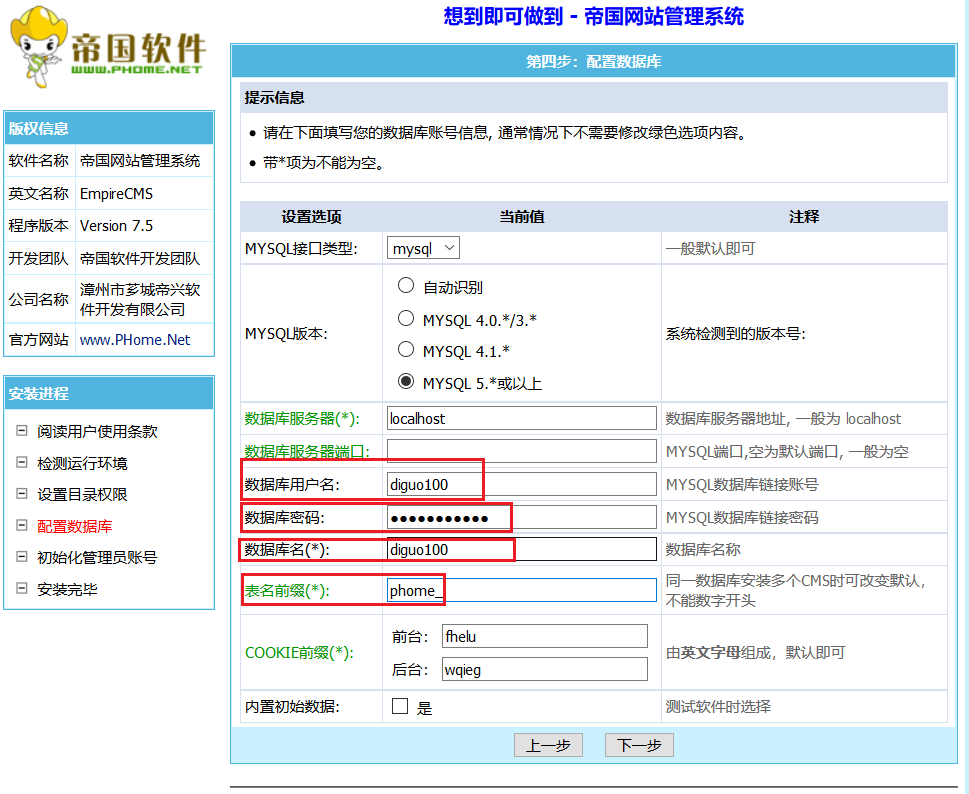 想到即可做到 - 帝国网站管理系统
帝国软件
WWW.PHOME.NET
版权信息
软件名称 帝国网站管理系统
英文名称 EmpireCMS
程序版本 Version 7.5
开发团队 帝国软件开发团队
公司名称 漳州市芗城帝兴软
件开发有限公司
官方网站 www.PHome.Net
安装进程
阅读用户使用条款
检测运行环境
设置目录权限
配置数据库
初始化管理员账号
安装完毕
第四步：配置数据库
提示信息
• 请在下面填写您的数据库账号信息, 通常情况下不需要修改绿色选项内容。
• 带*项为不能为空。
设置选项 当前值 注释
MYSQL接口类型: mysql 一般默认即可
自动识别
MYSQL 4.0.*/3.*
MYSQL版本: 系统检测到的版本号:
MYSQL 4.1.*
MYSQL 5.*或以上
数据库服务器(*): localhost 数据库服务器地址, 一般为 localhost
数据库服务器端口: MYSQL端口,空为默认端口, 一般为空
数据库用户名: diguo100 MYSQL数据库链接账号
数据库密码: ●●●●●●●●●●● MYSQL数据库链接密码
数据库名(*): diguo100 数据库名称
表名前缀(*): phome_ 同一数据库安装多个CMS时可改变默认,
不能数字开头
前台: fhelu
COOKIE前缀(*): 由英文字母组成，默认即可
后台: wqieg
内置初始数据: 是 测试软件时选择
上一步 下一步